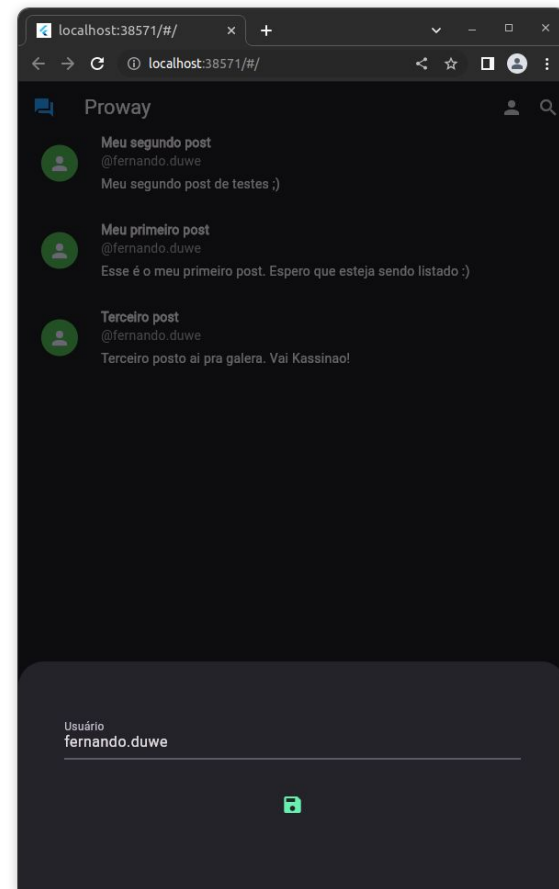 localhost:38571/#/
localhost:38571/#/
Proway
Meu segundo post
@fernando.duwe
Meu segundo post de testes ;)
Meu primeiro post
@fernando.duwe
Esse é o meu primeiro post. Espero que esteja sendo listado :)
Terceiro post
@fernando.duwe
Terceiro posto ai pra galera. Vai Kassinao!
Usuário
fernando.duwe